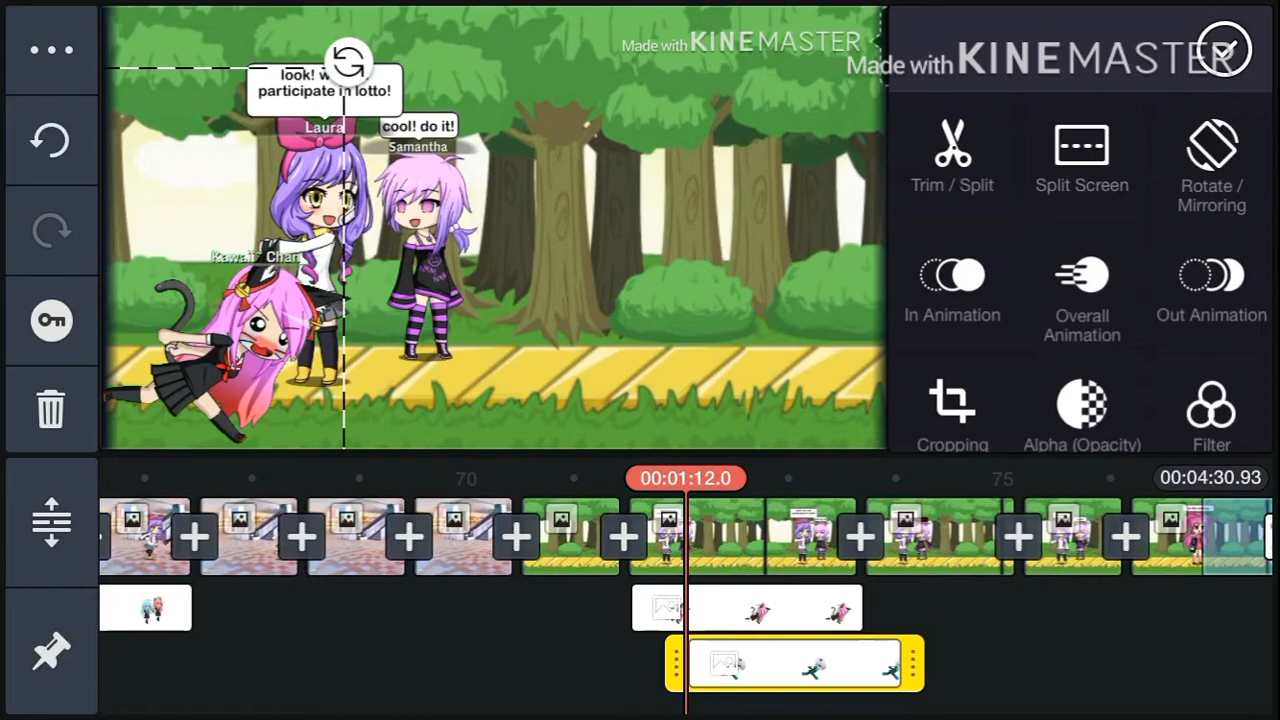 Made with KINEMASTER
Made with KINEMASTER
look!
participate in lotto!
Laura
cool! do it!
Samantha
Kawaii~Chan
Trim / Split
Split Screen
Rotate /
Mirroring
In Animation
Overall
Animation
Out Animation
Cropping
Alpha (Opacity)
Filter
70
00:01:12.0
75
00:04:30.93